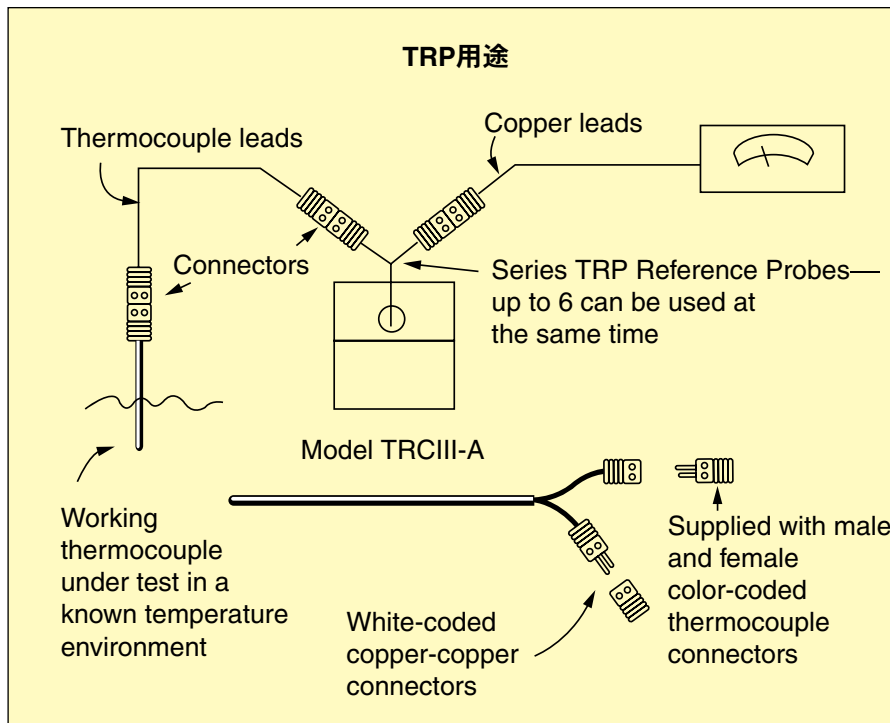 TRP用途
Thermocouple leads
Copper leads
Connectors
Series TRP Reference Probes—
up to 6 can be used at
the same time
Model TRCIII-A
Working
thermocouple
under test in a
known temperature
environment
White-coded
copper-copper
connectors
Supplied with male
and female
color-coded
thermocouple
connectors